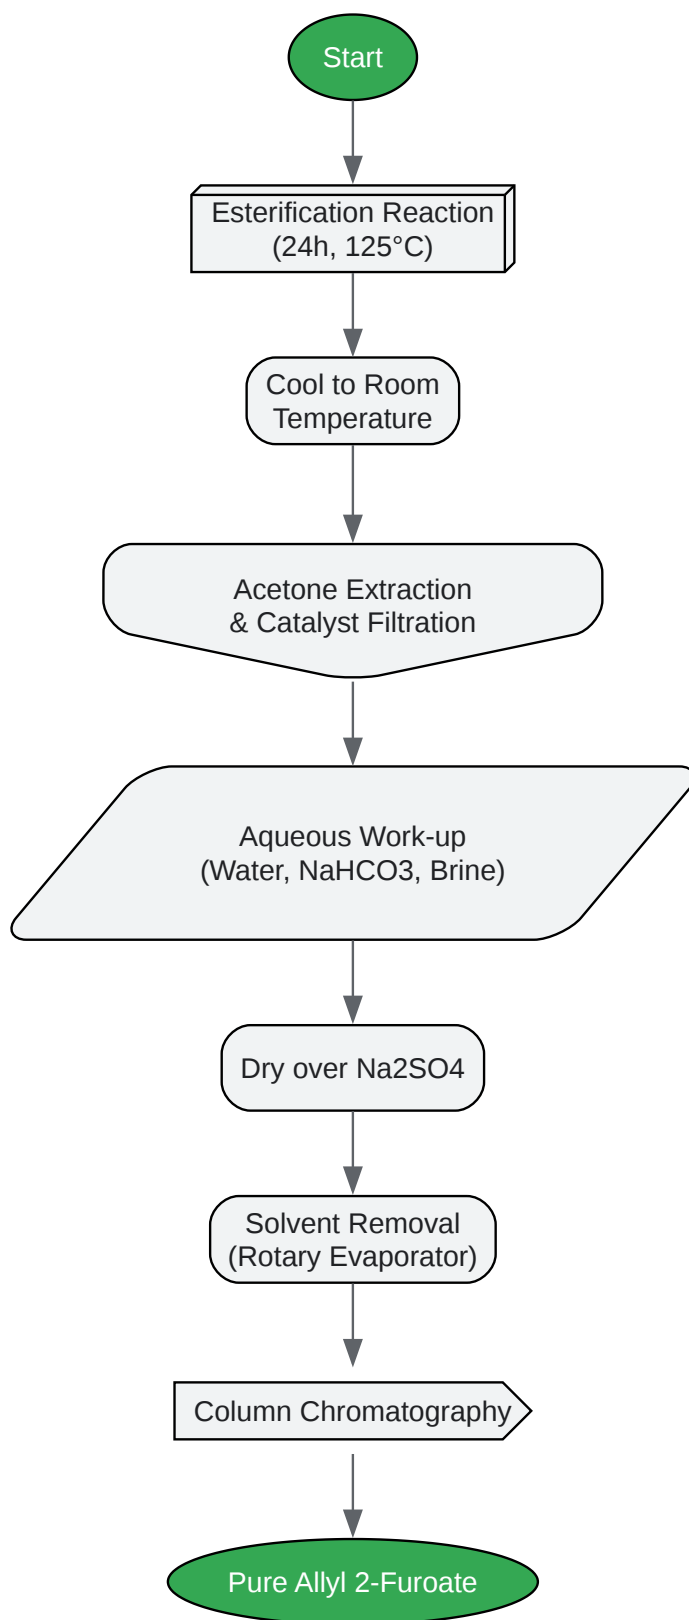 Start
Esterification Reaction
(24h, 125°C)
Cool to Room
Temperature
Acetone Extraction
& Catalyst Filtration
Aqueous Work-up
(Water, NaHCO3, Brine)
Dry over Na2SO4
Solvent Removal
(Rotary Evaporator)
Column Chromatography
Pure Allyl 2-Furoate